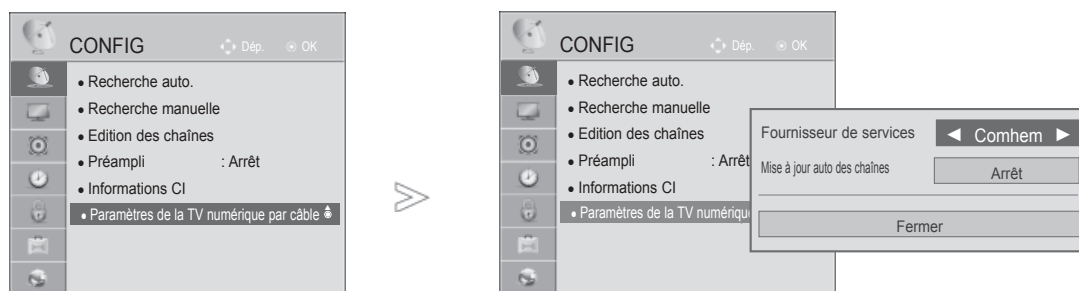 CONFIG Dép. OK
Recherche auto.
Recherche manuelle
Edition des chaînes
Préampli : Arrêt
Informations CI
Paramètres de la TV numérique par câble
CONFIG Dép. OK
Recherche auto.
Recherche manuelle
Edition des chaînes
Préampli : Arrêt
Informations CI
Paramètres de la TV numériqu
Fournisseur de services ◄ Comhem ►
Mise à jour auto des chaînes Arrêt
Fermer